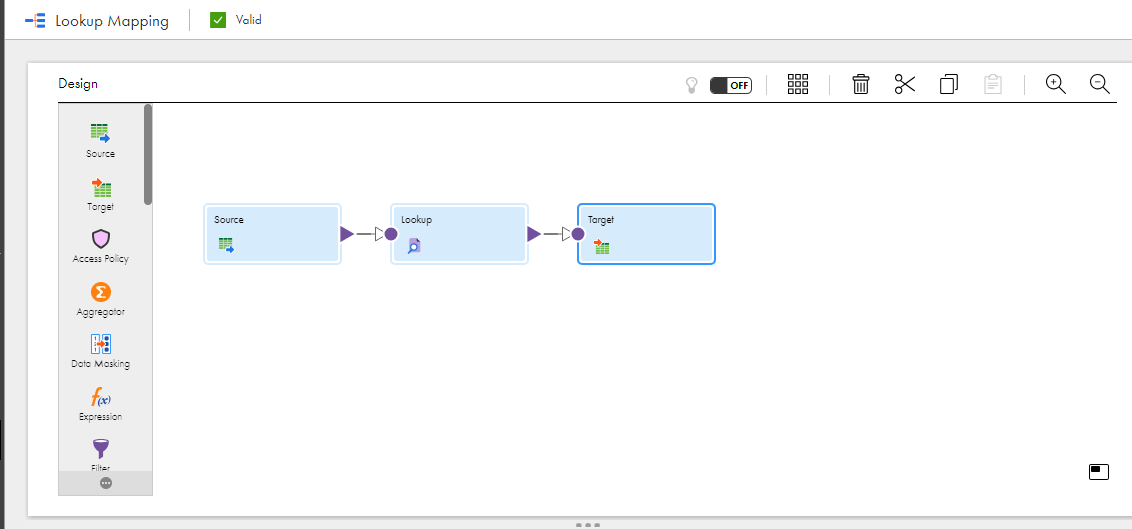 Lookup Mapping
Valid
Design
OFF
Source
Target
Access Policy
Aggregator
Data Masking
Expression
Filter
Source
Lookup
Target